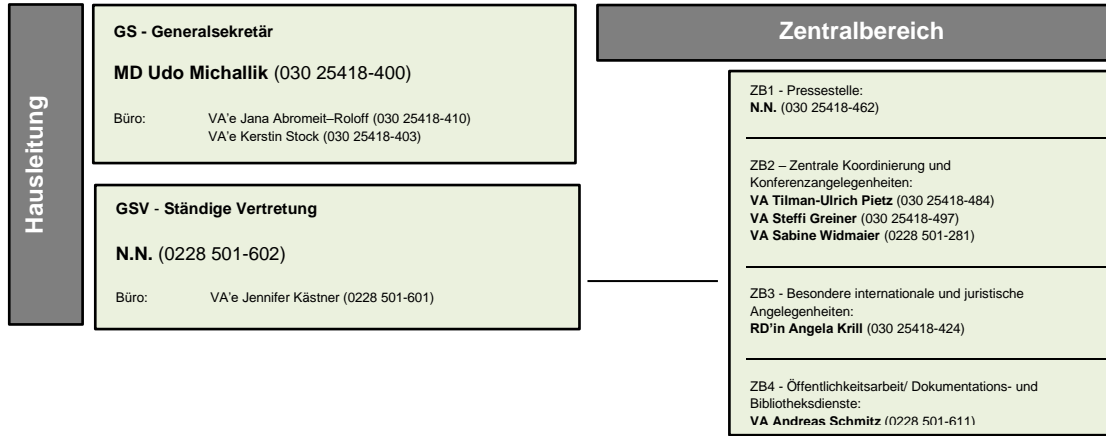 Hausleitung
GS - Generalsekretär
MD Udo Michallik (030 25418-400)
Büro: VA'e Jana Abromeit–Roloff (030 25418-410)
VA'e Kerstin Stock (030 25418-403)
GSV - Ständige Vertretung
N.N. (0228 501-602)
Büro: VA'e Jennifer Kästner (0228 501-601)
Zentralbereich
ZB1 - Pressestelle:
N.N. (030 25418-462)
ZB2 – Zentrale Koordinierung und
Konferenzangelegenheiten:
VA Tilman-Ulrich Pietz (030 25418-484)
VA Steffi Greiner (030 25418-497)
VA Sabine Widmaier (0228 501-281)
ZB3 - Besondere internationale und juristische
Angelegenheiten:
RD'in Angela Krill (030 25418-424)
ZB4 - Öffentlichkeitsarbeit/ Dokumentations- und
Bibliotheksdienste:
VA Andreas Schmitz (0228 501-611)